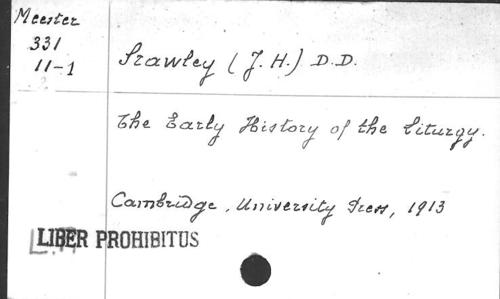 Meester
331
11-1
Srawley (J. H.) D.D.
The Early History of the Liturgy.
Cambridge, University Press, 1913
LIBER PROHIBITUS